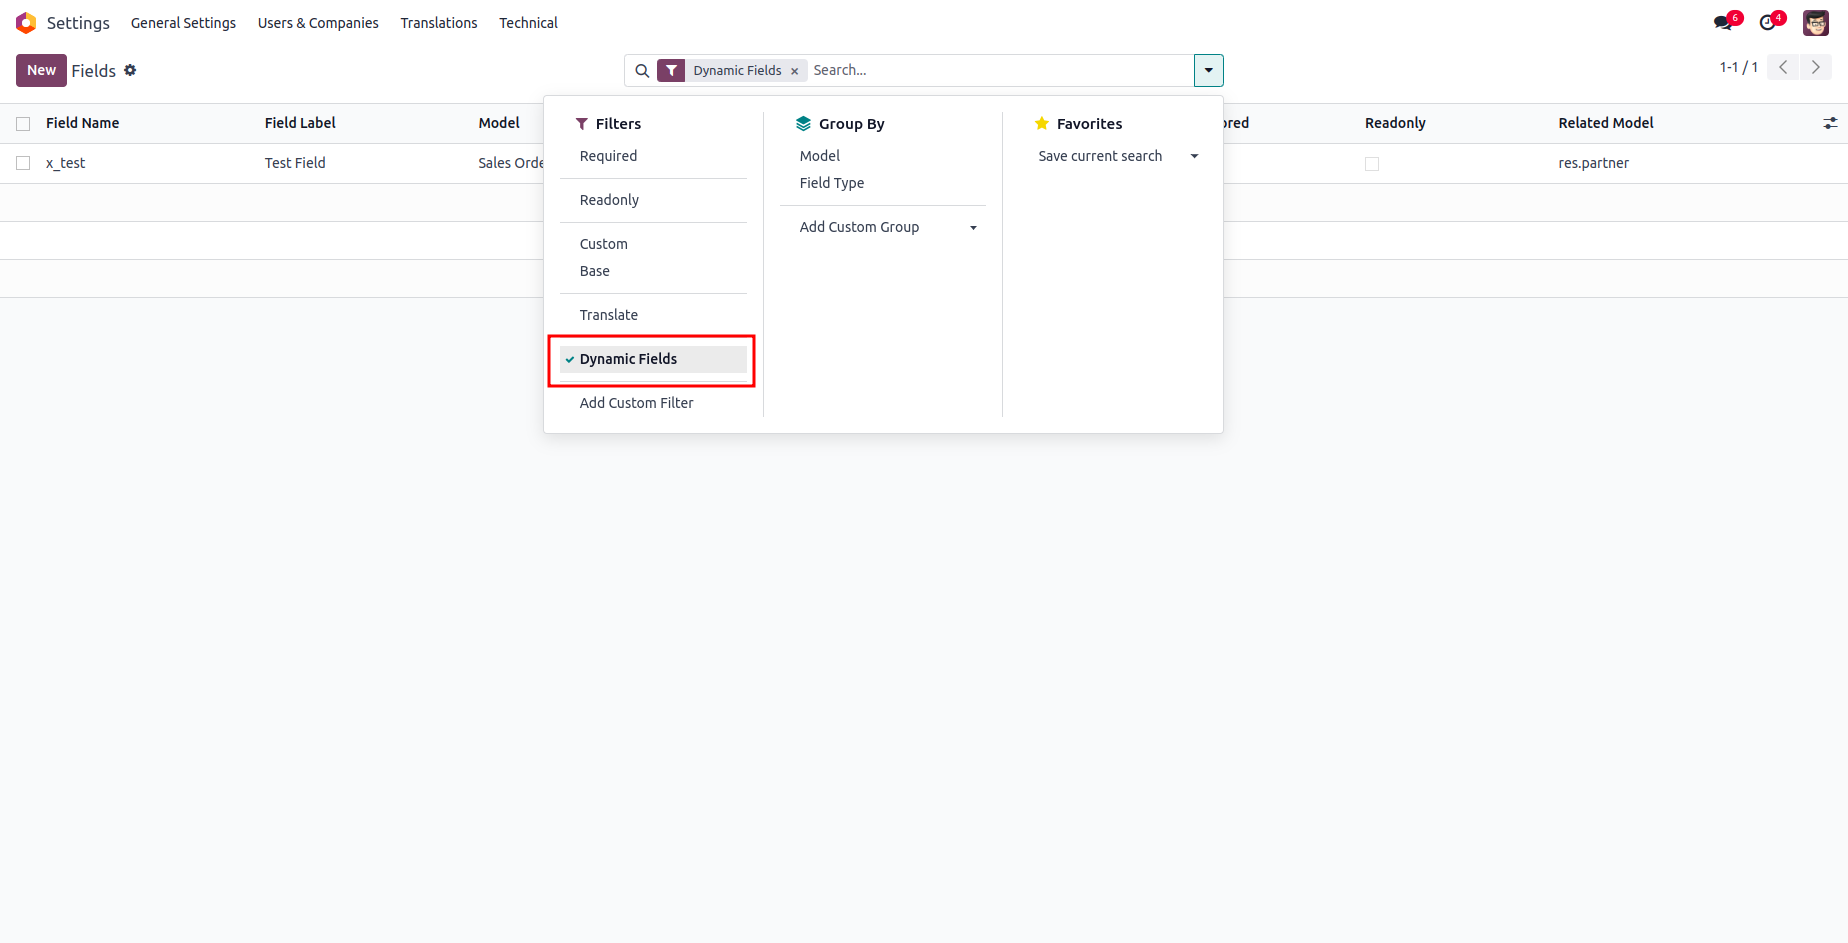 Settings General Settings Users & Companies Translations Technical 6 4
New Fields Dynamic Fields × Search... 1-1 / 1
Filters Group By Favorites
Field Name Field Label Model ored Readonly Related Model
Required Model Save current search
x_test Test Field Sales Orde res.partner
Field Type
Readonly
Add Custom Group
Custom
Base
Translate
Dynamic Fields
Add Custom Filter